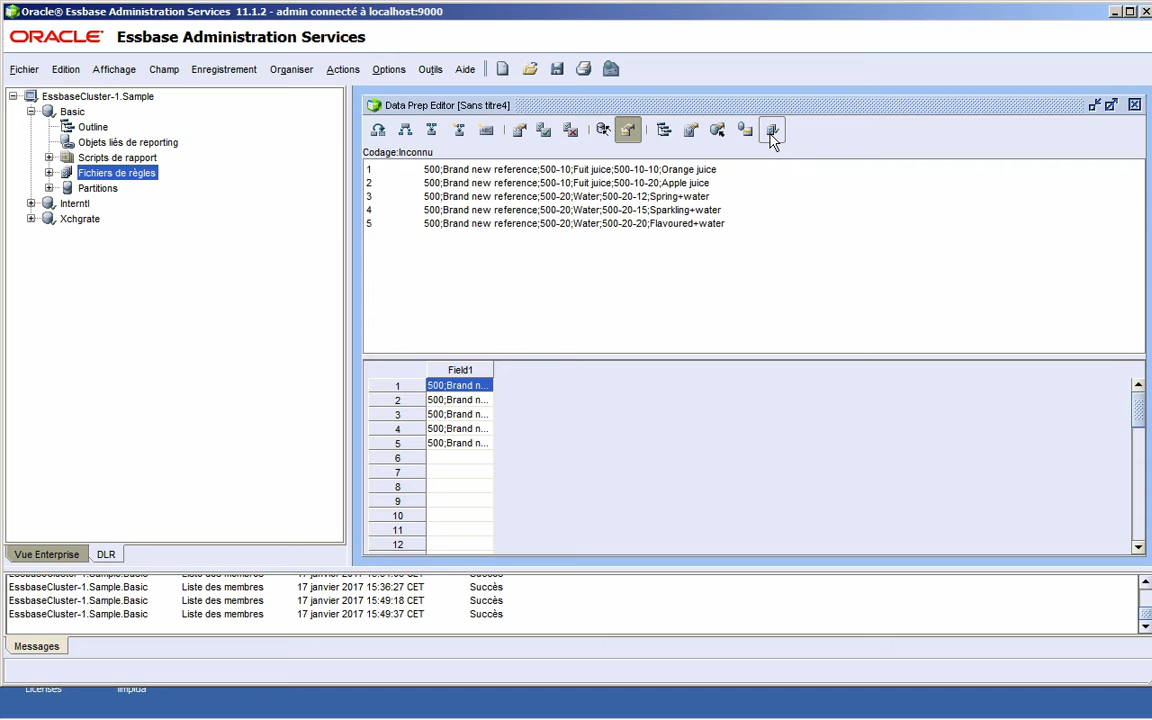 Oracle® Essbase Administration Services 11.1.2 - admin connecté à localhost:9000
ORACLE® Essbase Administration Services
Fichier Edition Affichage Champ Enregistrement Organiser Actions Options Outils Aide
EssbaseCluster-1.Sample
Basic
Outline
Objets liés de reporting
Scripts de rapport
Fichiers de règles
Partitions
Interntl
Xchgrate
Vue Enterprise DLR
Data Prep Editor [Sans titre4]
Codage:Inconnu
1 500;Brand new reference;500-10;Fuit juice;500-10-10;Orange juice
2 500;Brand new reference;500-10;Fuit juice;500-10-20;Apple juice
3 500;Brand new reference;500-20;Water;500-20-12;Spring+water
4 500;Brand new reference;500-20;Water;500-20-15;Sparkling+water
5 500;Brand new reference;500-20;Water;500-20-20;Flavoured+water
Field1
1 500;Brand n...
2 500;Brand n...
3 500;Brand n...
4 500;Brand n...
5 500;Brand n...
6
7
8
9
10
11
12
EssbaseCluster-1.Sample.Basic Liste des membres 17 janvier 2017 15:36:27 CET Succès
EssbaseCluster-1.Sample.Basic Liste des membres 17 janvier 2017 15:49:18 CET Succès
EssbaseCluster-1.Sample.Basic Liste des membres 17 janvier 2017 15:49:37 CET Succès
Messages
Licenses